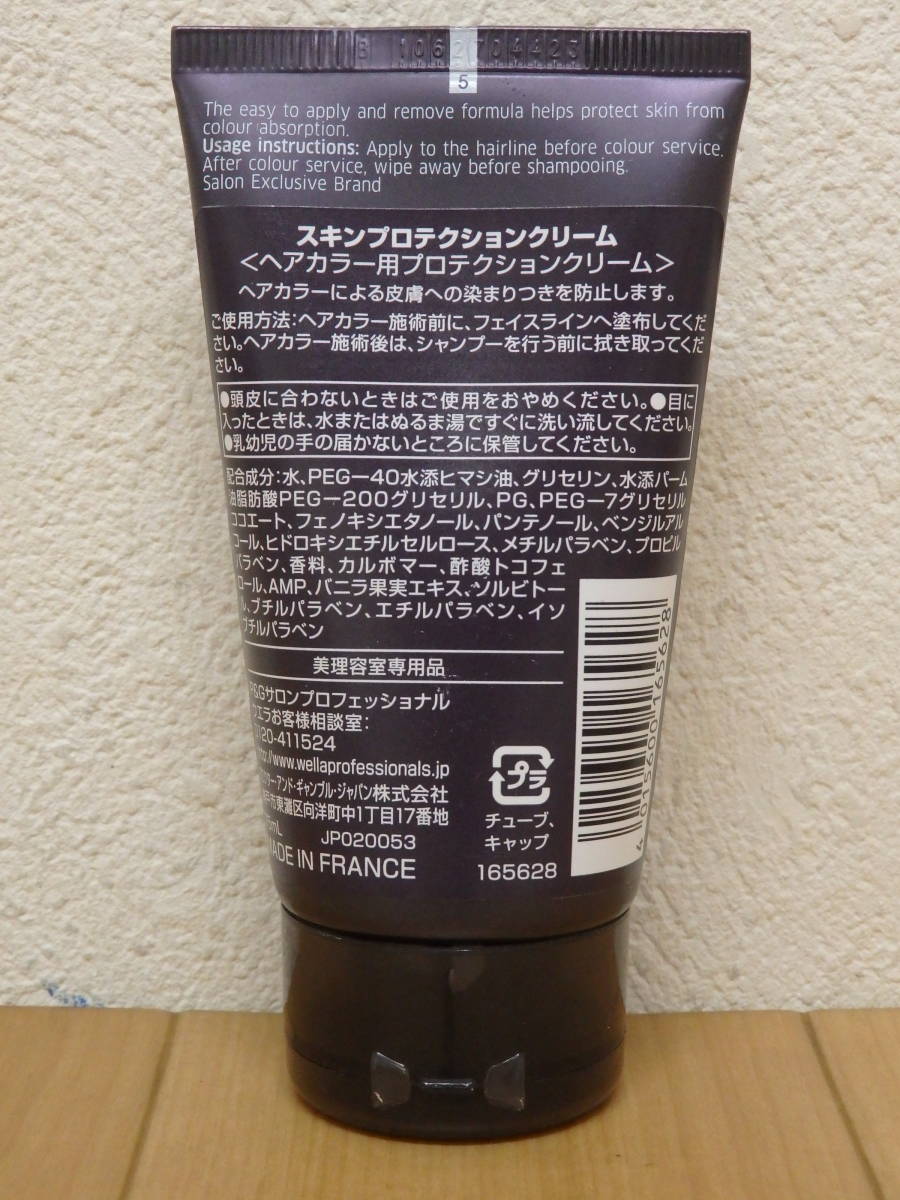 B 1062704423
5
The easy to apply and remove formula helps protect skin from
colour absorption.
Usage instructions: Apply to the hairline before colour service.
After colour service, wipe away before shampooing.
Salon Exclusive Brand
スキンプロテクションクリーム
<ヘアカラー用プロテクションクリーム>
ヘアカラーによる皮膚への染まりつきを防止します。
ご使用方法:ヘアカラー施術前に、フェイスラインへ塗布してくだ
さい。ヘアカラー施術後は、シャンプーを行う前に拭き取ってくだ
さい。
●頭皮に合わないときはご使用をおやめください。●目に
入ったときは、水またはぬるま湯ですぐに洗い流してください。
●乳幼児の手の届かないところに保管してください。
配合成分:水、PEG−40水添ヒマシ油、グリセリン、水添パーム
油脂肪酸PEG−200グリセリル、PG、PEG−7グリセリル
ココエート、フェノキシエタノール、パンテノール、ベンジルアル
コール、ヒドロキシエチルセルロース、メチルパラベン、プロピル
パラベン、香料、カルボマー、酢酸トコフェ
ロール、AMP、バニラ果実エキス、ソルビトー
ル、ブチルパラベン、エチルパラベン、イソ
ブチルパラベン
美理容室専用品
P&Gサロンプロフェッショナル
ウエラお客様相談室:
0120-411524
http://www.wellaprofessionals.jp
ター・アンド・ギャンブル・ジャパン株式会社
市東灘区向洋町中1丁目17番地
mL
JP020053
MADE IN FRANCE
プラ
チューブ、
キャップ
165628
4015600165628